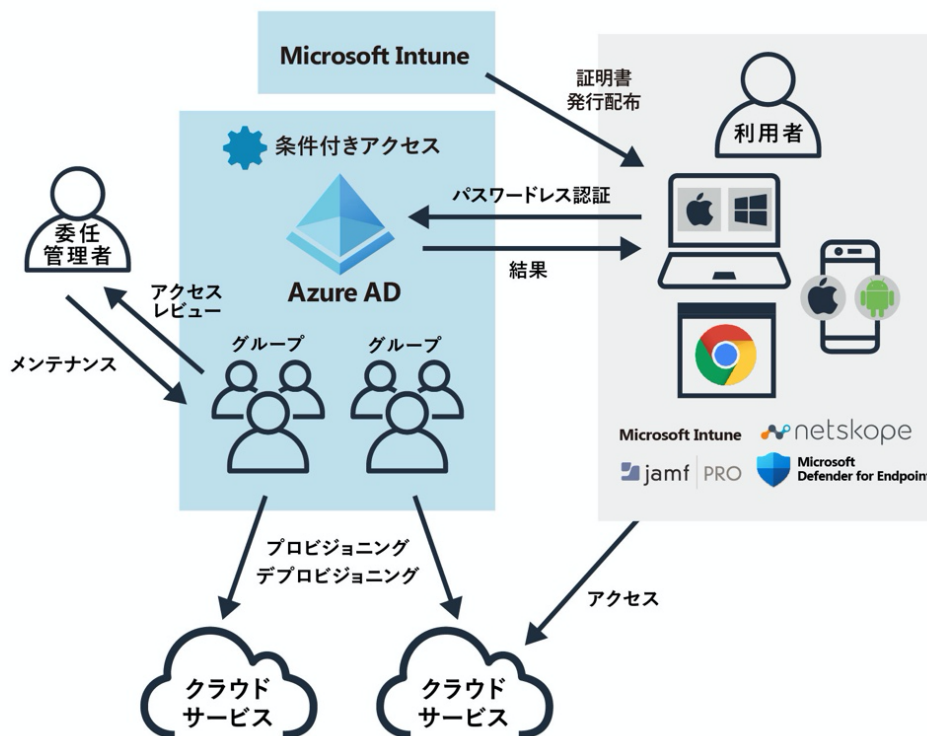 Microsoft Intune
証明書
発行配布
利用者
条件付きアクセス
パスワードレス認証
結果
Azure AD
委任
管理者
アクセス
レビュー
メンテナンス
グループ
グループ
Microsoft Intune
netskope
jamf PRO
Microsoft
Defender for Endpoint
プロビジョニング
デプロビジョニング
アクセス
クラウド
サービス
クラウド
サービス